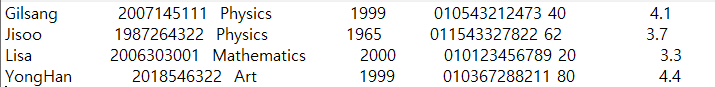 Gilsang 2007145111 Physics 1999 010543212473 40 4.1
Jisoo 1987264322 Physics 1965 011543327822 62 3.7
Lisa 2006303001 Mathematics 2000 010123456789 20 3.3
YongHan 2018546322 Art 1999 010367288211 80 4.4